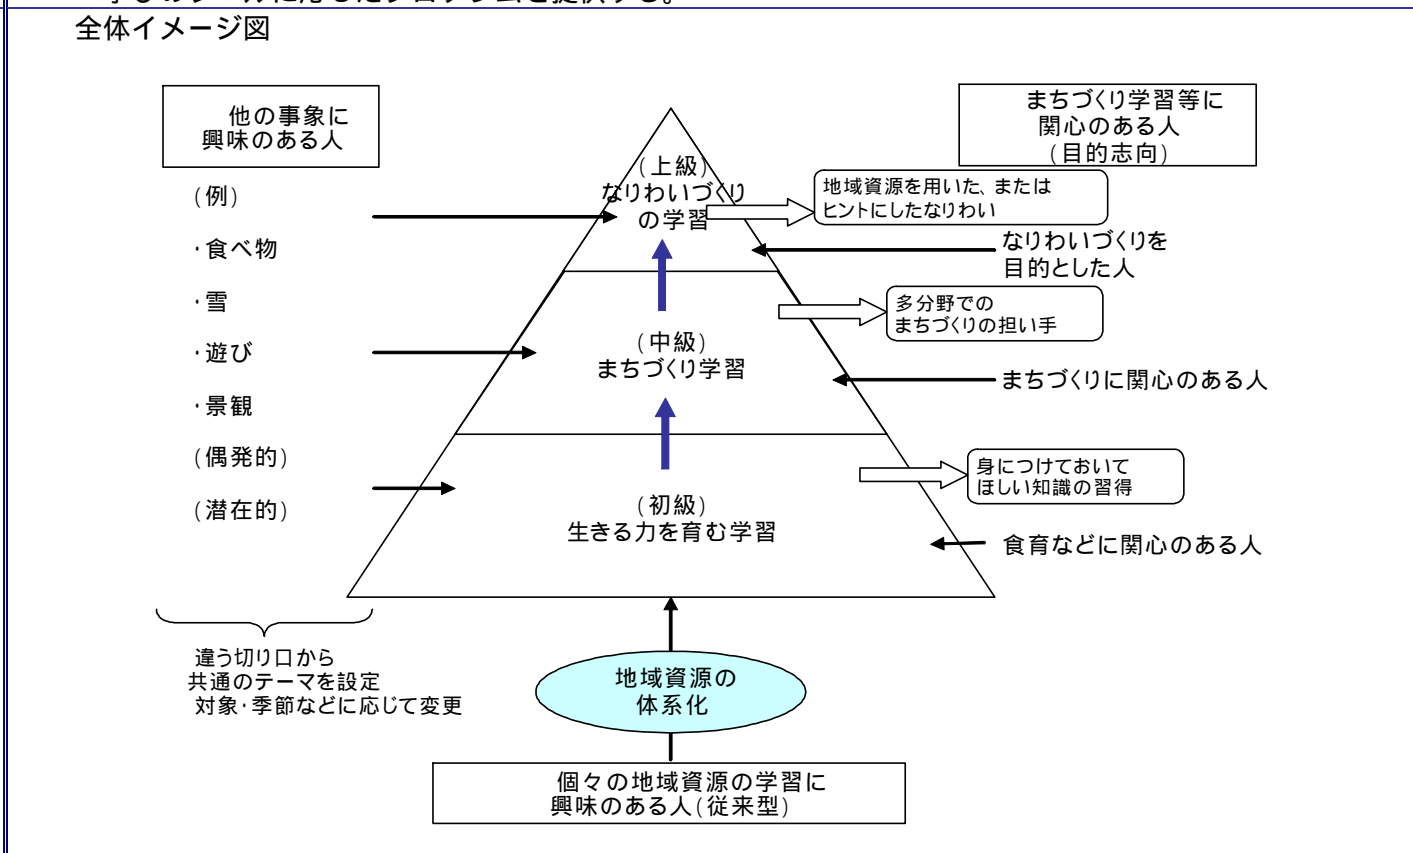 全体イメージ図
他の事象に
興味のある人
(例)
・食べ物
・雪
・遊び
・景観
(偶発的)
(潜在的)
違う切り口から
共通のテーマを設定
対象・季節などに応じて変更
(上級)
なりわいづくり
の学習
(中級)
まちづくり学習
(初級)
生きる力を育む学習
地域資源の
体系化
個々の地域資源の学習に
興味のある人(従来型)
まちづくり学習等に
関心のある人
(目的志向)
地域資源を用いた、または
ヒントにしたなりわい
なりわいづくりを
目的とした人
多分野での
まちづくりの担い手
まちづくりに関心のある人
身につけておいて
ほしい知識の習得
食育などに関心のある人